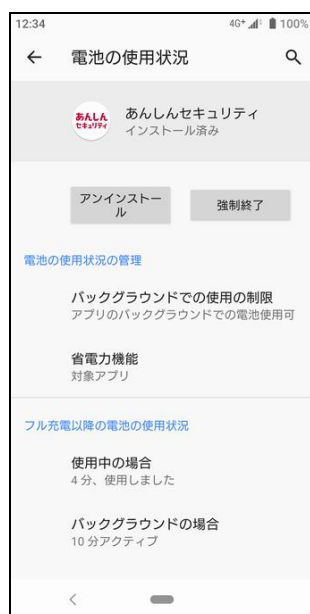 12:34
4G+
100%
電池の使用状況
あんしん
セキュリティ
あんしんセキュリティ
インストール済み
アンインストー
ル
強制終了
電池の使用状況の管理
バックグラウンドでの使用の制限
アプリのバックグラウンドでの電池使用可
省電力機能
対象アプリ
フル充電以降の電池の使用状況
使用中の場合
4 分、使用しました
バックグラウンドの場合
10 分アクティブ